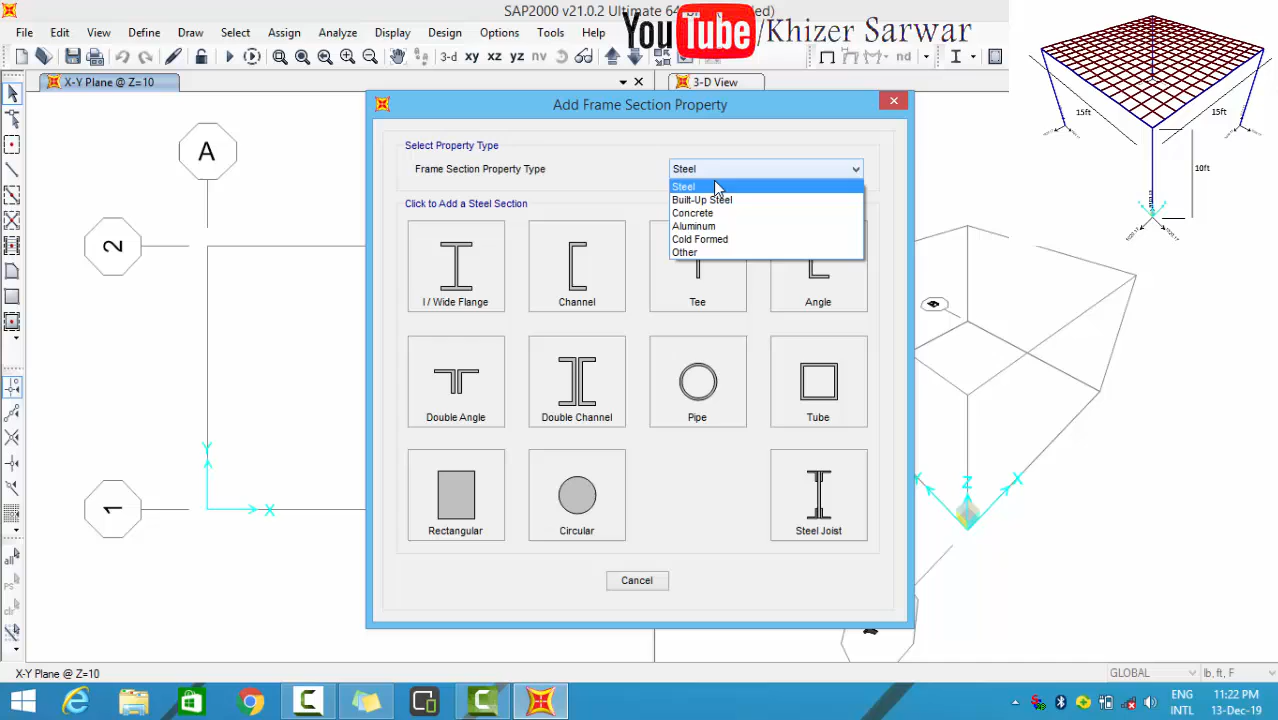 SAP2000 v21.0.2 Ultimate 64
YouTube/Khizer Sarwar
File Edit View Define Draw Select Assign Analyze Display Design Options Tools Help
3-d xy xz yz nv nd
X-Y Plane @ Z=10
3-D View
Add Frame Section Property
Select Property Type
Frame Section Property Type
Steel
Steel
Built-Up Steel
Concrete
Aluminum
Cold Formed
Other
Click to Add a Steel Section
I / Wide Flange
Channel
Tee
Angle
Double Angle
Double Channel
Pipe
Tube
Rectangular
Circular
Steel Joist
Cancel
A
2
1
Y
X
Z
X
15ft
15ft
10ft
all
PS
clr
X-Y Plane @ Z=10
GLOBAL
lb, ft, F
ENG
INTL
11:22 PM
13-Dec-19